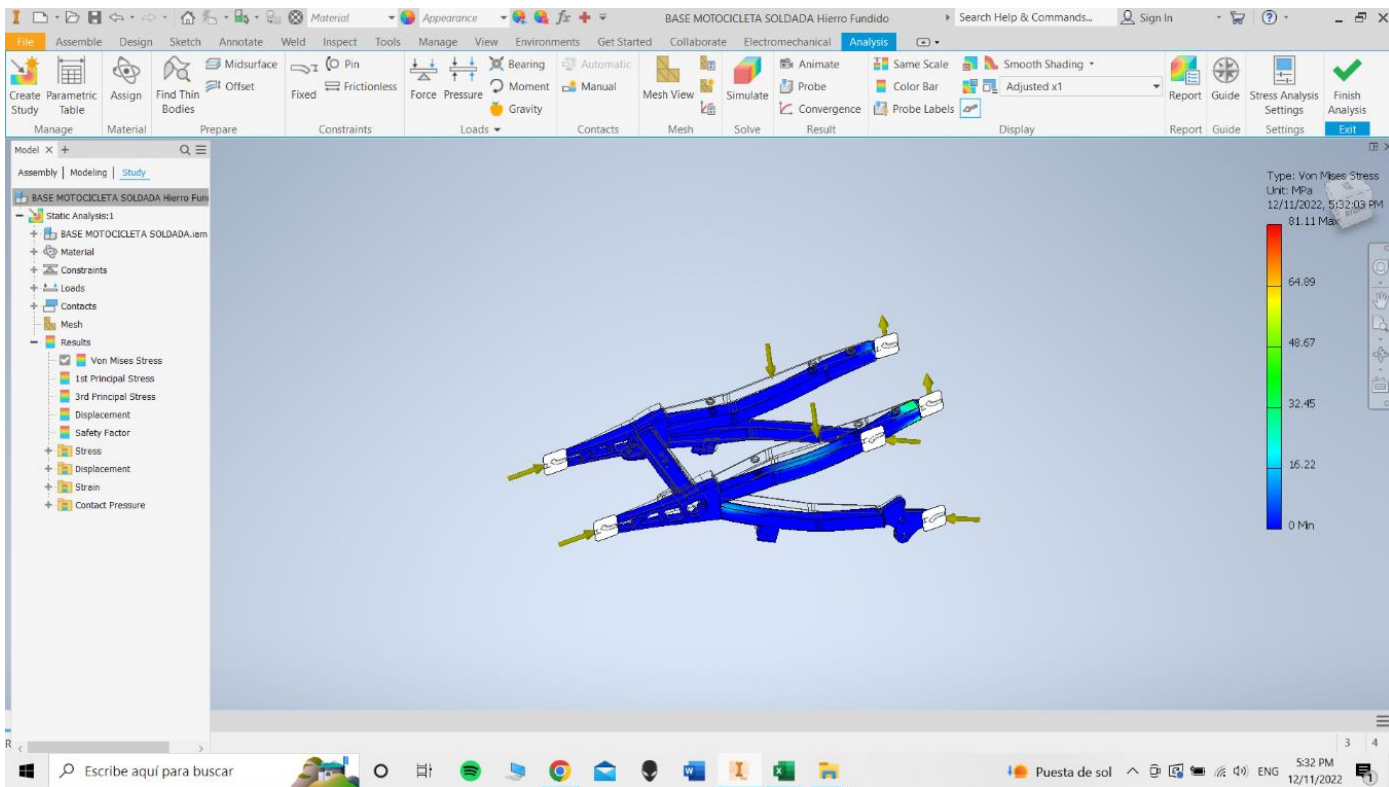 Material
Appearance
fx
BASE MOTOCICLETA SOLDADA Hierro Fundido
Search Help & Commands...
Sign In
File Assemble Design Sketch Annotate Weld Inspect Tools Manage View Environments Get Started Collaborate Electromechanical Analysis
Create Study
Parametric Table
Manage
Assign
Material
Find Thin Bodies
Midsurface
Offset
Prepare
Fixed
Pin
Frictionless
Constraints
Force
Pressure
Bearing
Moment
Gravity
Loads
Automatic
Manual
Contacts
Mesh View
Mesh
Simulate
Solve
Animate
Probe
Convergence
Result
Same Scale
Color Bar
Probe Labels
Smooth Shading
Adjusted x1
Display
Report
Report
Guide
Guide
Stress Analysis Settings
Settings
Finish Analysis
Exit
Model
Assembly | Modeling | Study
BASE MOTOCICLETA SOLDADA Hierro Fun
Static Analysis:1
BASE MOTOCICLETA SOLDADA.iam
Material
Constraints
Loads
Contacts
Mesh
Results
Von Mises Stress
1st Principal Stress
3rd Principal Stress
Displacement
Safety Factor
Stress
Displacement
Strain
Contact Pressure
Type: Von Mises Stress
Unit: MPa
12/11/2022, 5:32:03 PM
81.11 Max
64.89
48.67
32.45
16.22
0 Min
R
3 4
Escribe aquí para buscar
Puesta de sol
ENG
5:32 PM
12/11/2022
1